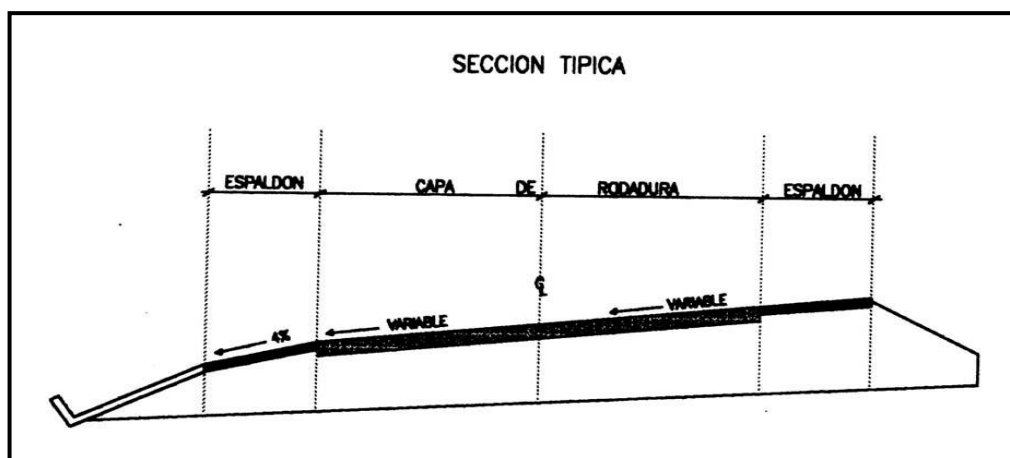 SECCION TIPICA
ESPALDON CAPA DE RODADURA ESPALDON
℄
VARIABLE
4% VARIABLE